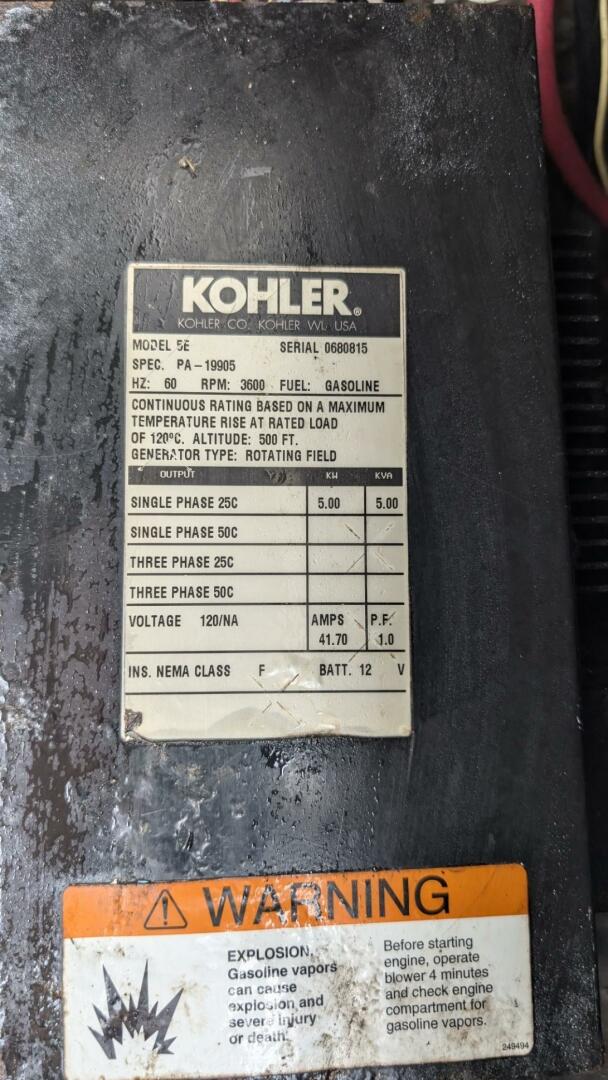 KOHLER®
KOHLER CO. KOHLER WI. USA
MODEL 5E SERIAL 0680815
SPEC. PA-19905
HZ: 60 RPM: 3600 FUEL: GASOLINE
CONTINUOUS RATING BASED ON A MAXIMUM
TEMPERATURE RISE AT RATED LOAD
OF 120ºC. ALTITUDE: 500 FT.
GENERATOR TYPE: ROTATING FIELD
OUTPUT KW KVA
SINGLE PHASE 25C 5.00 5.00
SINGLE PHASE 50C
THREE PHASE 25C
THREE PHASE 50C
VOLTAGE 120/NA AMPS P.F.
41.70 1.0
INS. NEMA CLASS F BATT. 12 V
WARNING
EXPLOSION.
Gasoline vapors
can cause
explosion and
severe injury
or death!
Before starting
engine, operate
blower 4 minutes
and check engine
compartment for
gasoline vapors.
249494